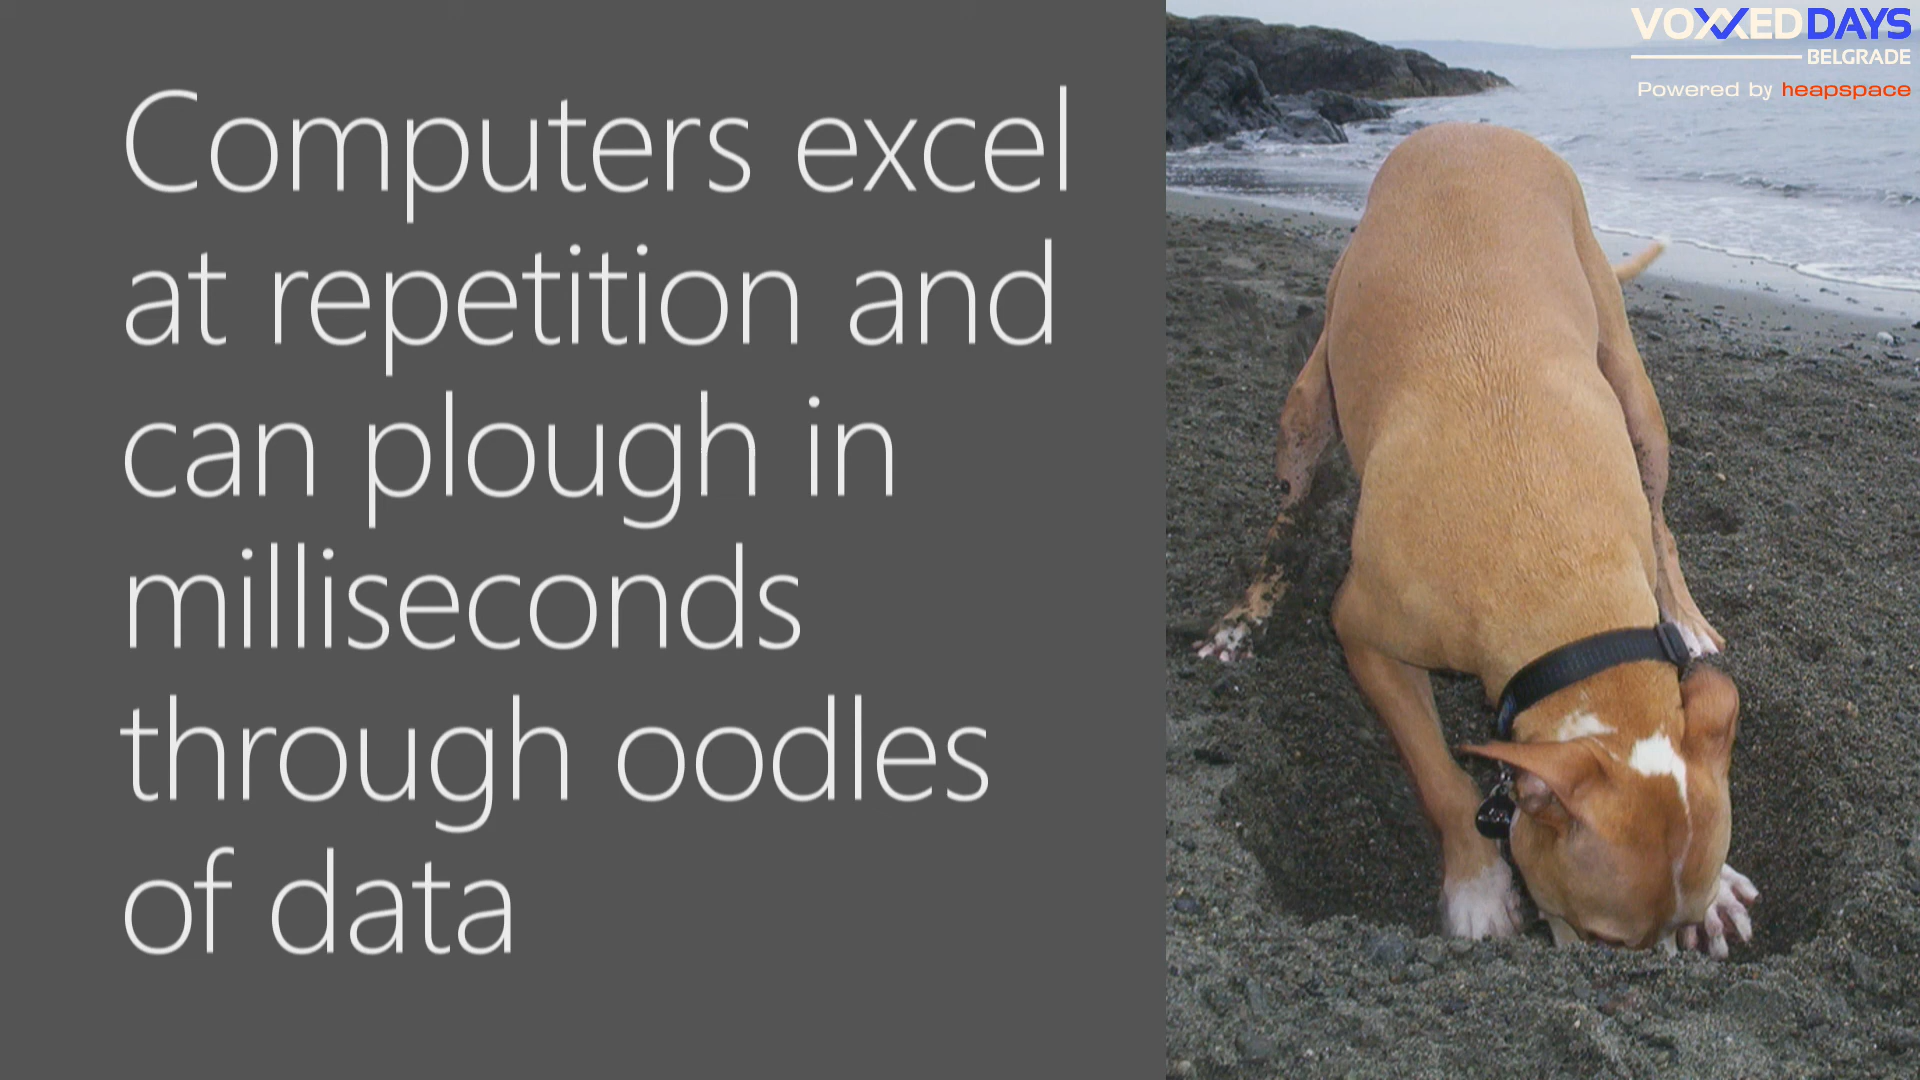 Computers excel
at repetition and
can plough in
milliseconds
through oodles
of data
VOXXED DAYS
BELGRADE
Powered by heapspace